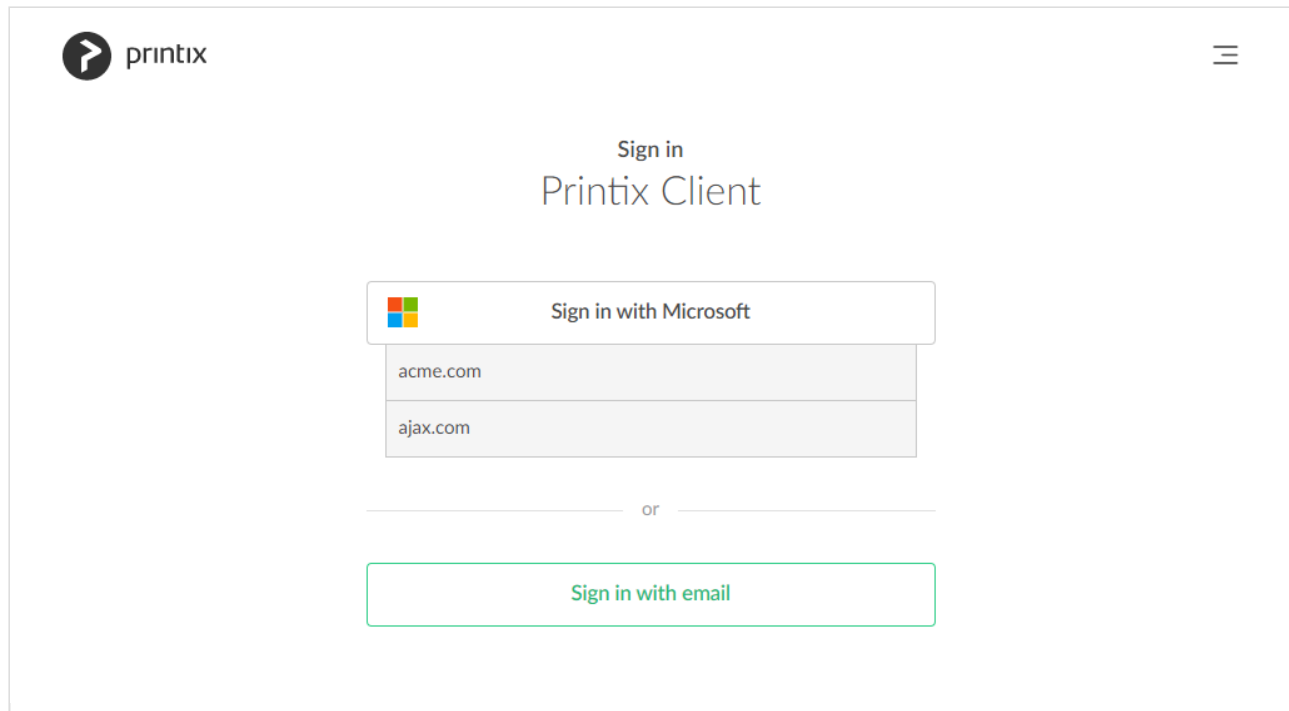 printix
Sign in
Printix Client
Sign in with Microsoft
acme.com
ajax.com
or
Sign in with email